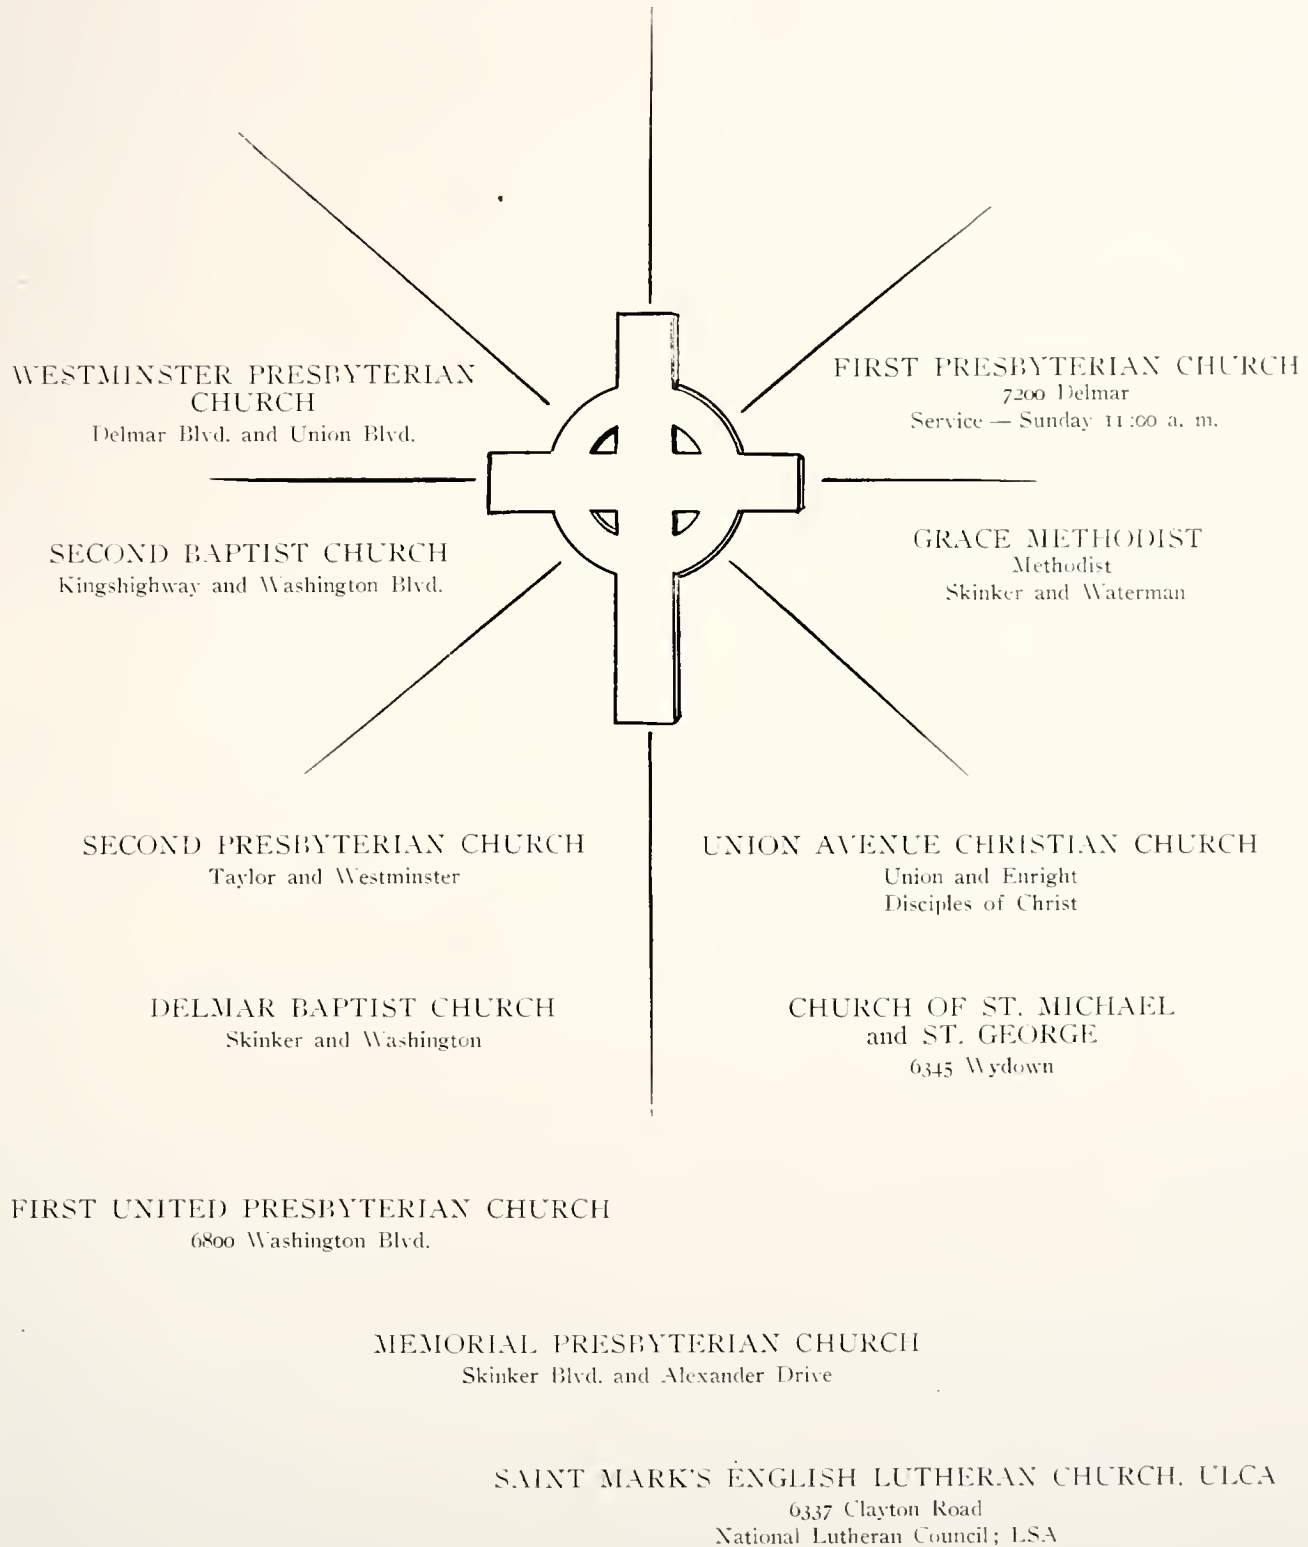 WESTMINSTER PRESBYTERIAN
CHURCH
Delmar Blvd. and Union Blvd.
FIRST PRESBYTERIAN CHURCH
7200 Delmar
Service — Sunday 11:00 a. m.
SECOND BAPTIST CHURCH
Kingshighway and Washington Blvd.
GRACE METHODIST
Methodist
Skinker and Waterman
SECOND PRESBYTERIAN CHURCH
Taylor and Westminster
UNION AVENUE CHRISTIAN CHURCH
Union and Enright
Disciples of Christ
DELMAR BAPTIST CHURCH
Skinker and Washington
CHURCH OF ST. MICHAEL
and ST. GEORGE
6345 Wydown
FIRST UNITED PRESBYTERIAN CHURCH
6800 Washington Blvd.
MEMORIAL PRESBYTERIAN CHURCH
Skinker Blvd. and Alexander Drive
SAINT MARK'S ENGLISH LUTHERAN CHURCH. ULCA
6337 Clayton Road
National Lutheran Council; LSA